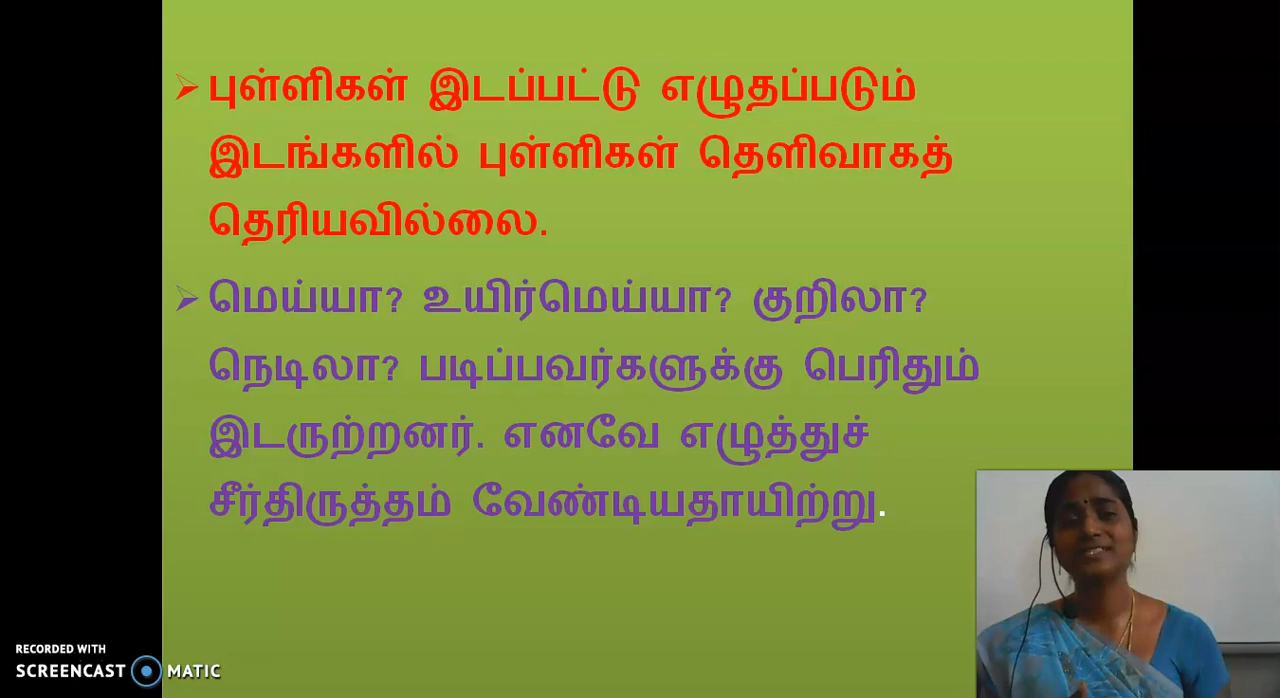 புள்ளிகள் இடப்பட்டு எழுதப்படும்
இடங்களில் புள்ளிகள் தெளிவாகத்
தெரியவில்லை.
மெய்யா? உயிர்மெய்யா? குறிலா?
நெடிலா? படிப்பவர்களுக்கு பெரிதும்
இடருற்றனர். எனவே எழுத்துச்
சீர்திருத்தம் வேண்டியதாயிற்று.
RECORDED WITH
SCREENCAST MATIC